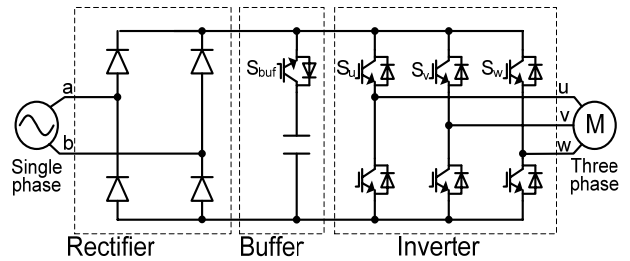 a
b
Single
phase
Sbuf
Su
Sv
Sw
u
v
w
M
Three
phase
Rectifier
Buffer
Inverter